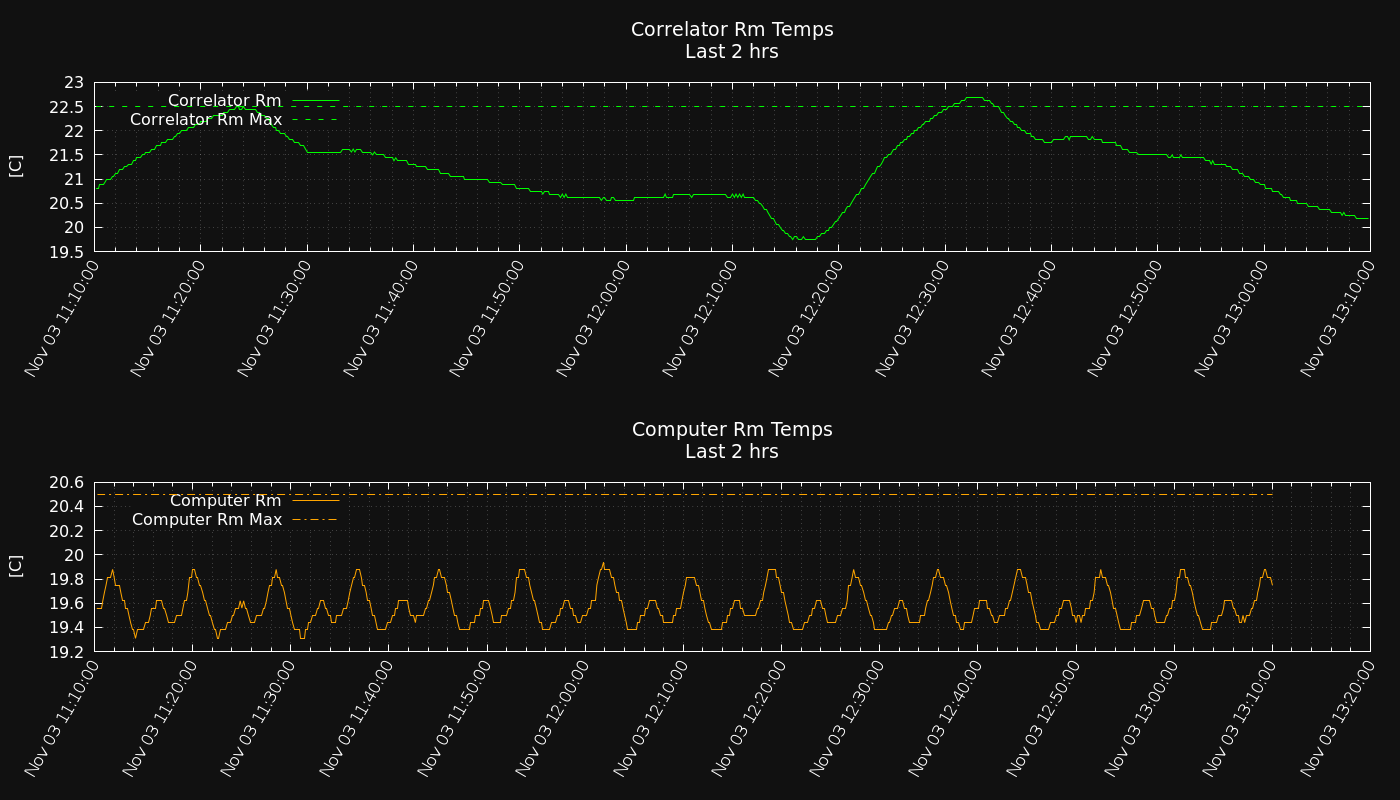 Correlator Rm Temps
Last 2 hrs
23
22.5
22
21.5
21
20.5
20
19.5
[C]
Correlator Rm
Correlator Rm Max
Nov 03 11:10:00
Nov 03 11:20:00
Nov 03 11:30:00
Nov 03 11:40:00
Nov 03 11:50:00
Nov 03 12:00:00
Nov 03 12:10:00
Nov 03 12:20:00
Nov 03 12:30:00
Nov 03 12:40:00
Nov 03 12:50:00
Nov 03 13:00:00
Nov 03 13:10:00
Computer Rm Temps
Last 2 hrs
20.6
20.4
20.2
20
19.8
19.6
19.4
19.2
[C]
Computer Rm
Computer Rm Max
Nov 03 11:10:00
Nov 03 11:20:00
Nov 03 11:30:00
Nov 03 11:40:00
Nov 03 11:50:00
Nov 03 12:00:00
Nov 03 12:10:00
Nov 03 12:20:00
Nov 03 12:30:00
Nov 03 12:40:00
Nov 03 12:50:00
Nov 03 13:00:00
Nov 03 13:10:00
Nov 03 13:20:00